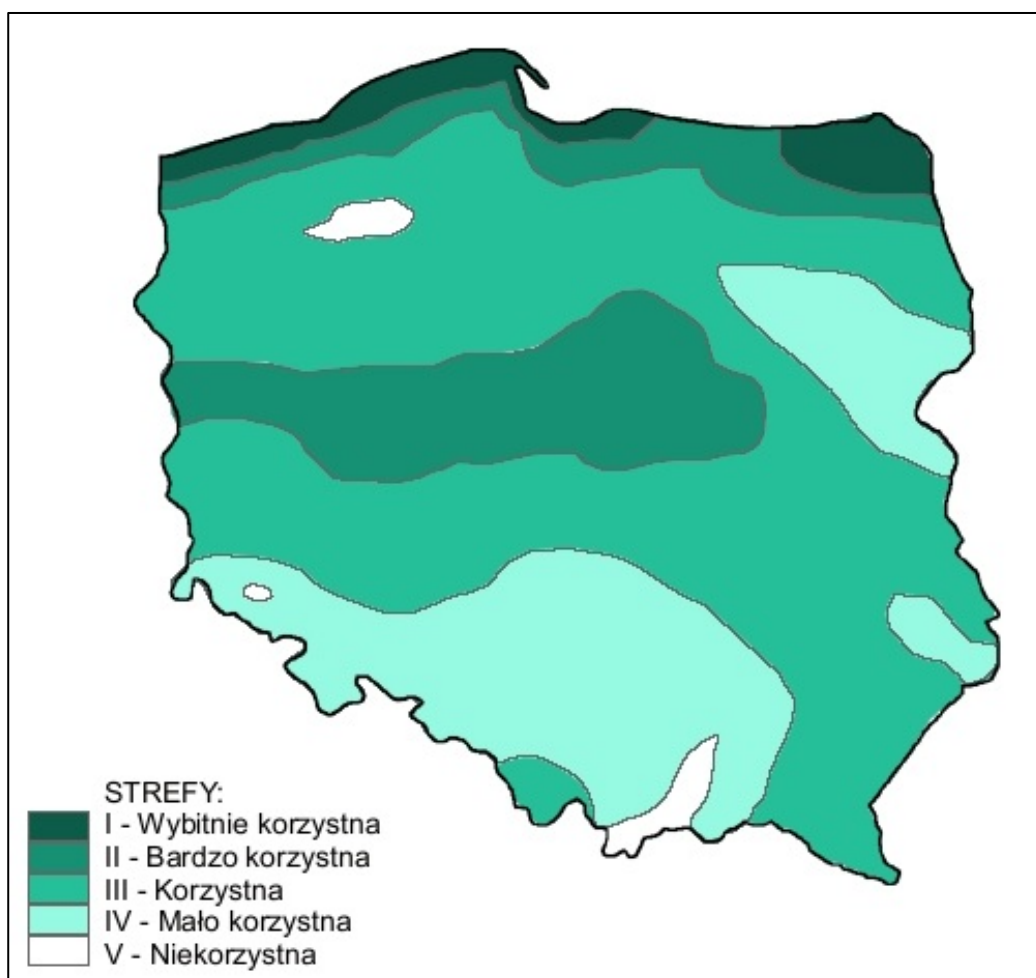 STREFY:
I - Wybitnie korzystna
II - Bardzo korzystna
III - Korzystna
IV - Mało korzystna
V - Niekorzystna